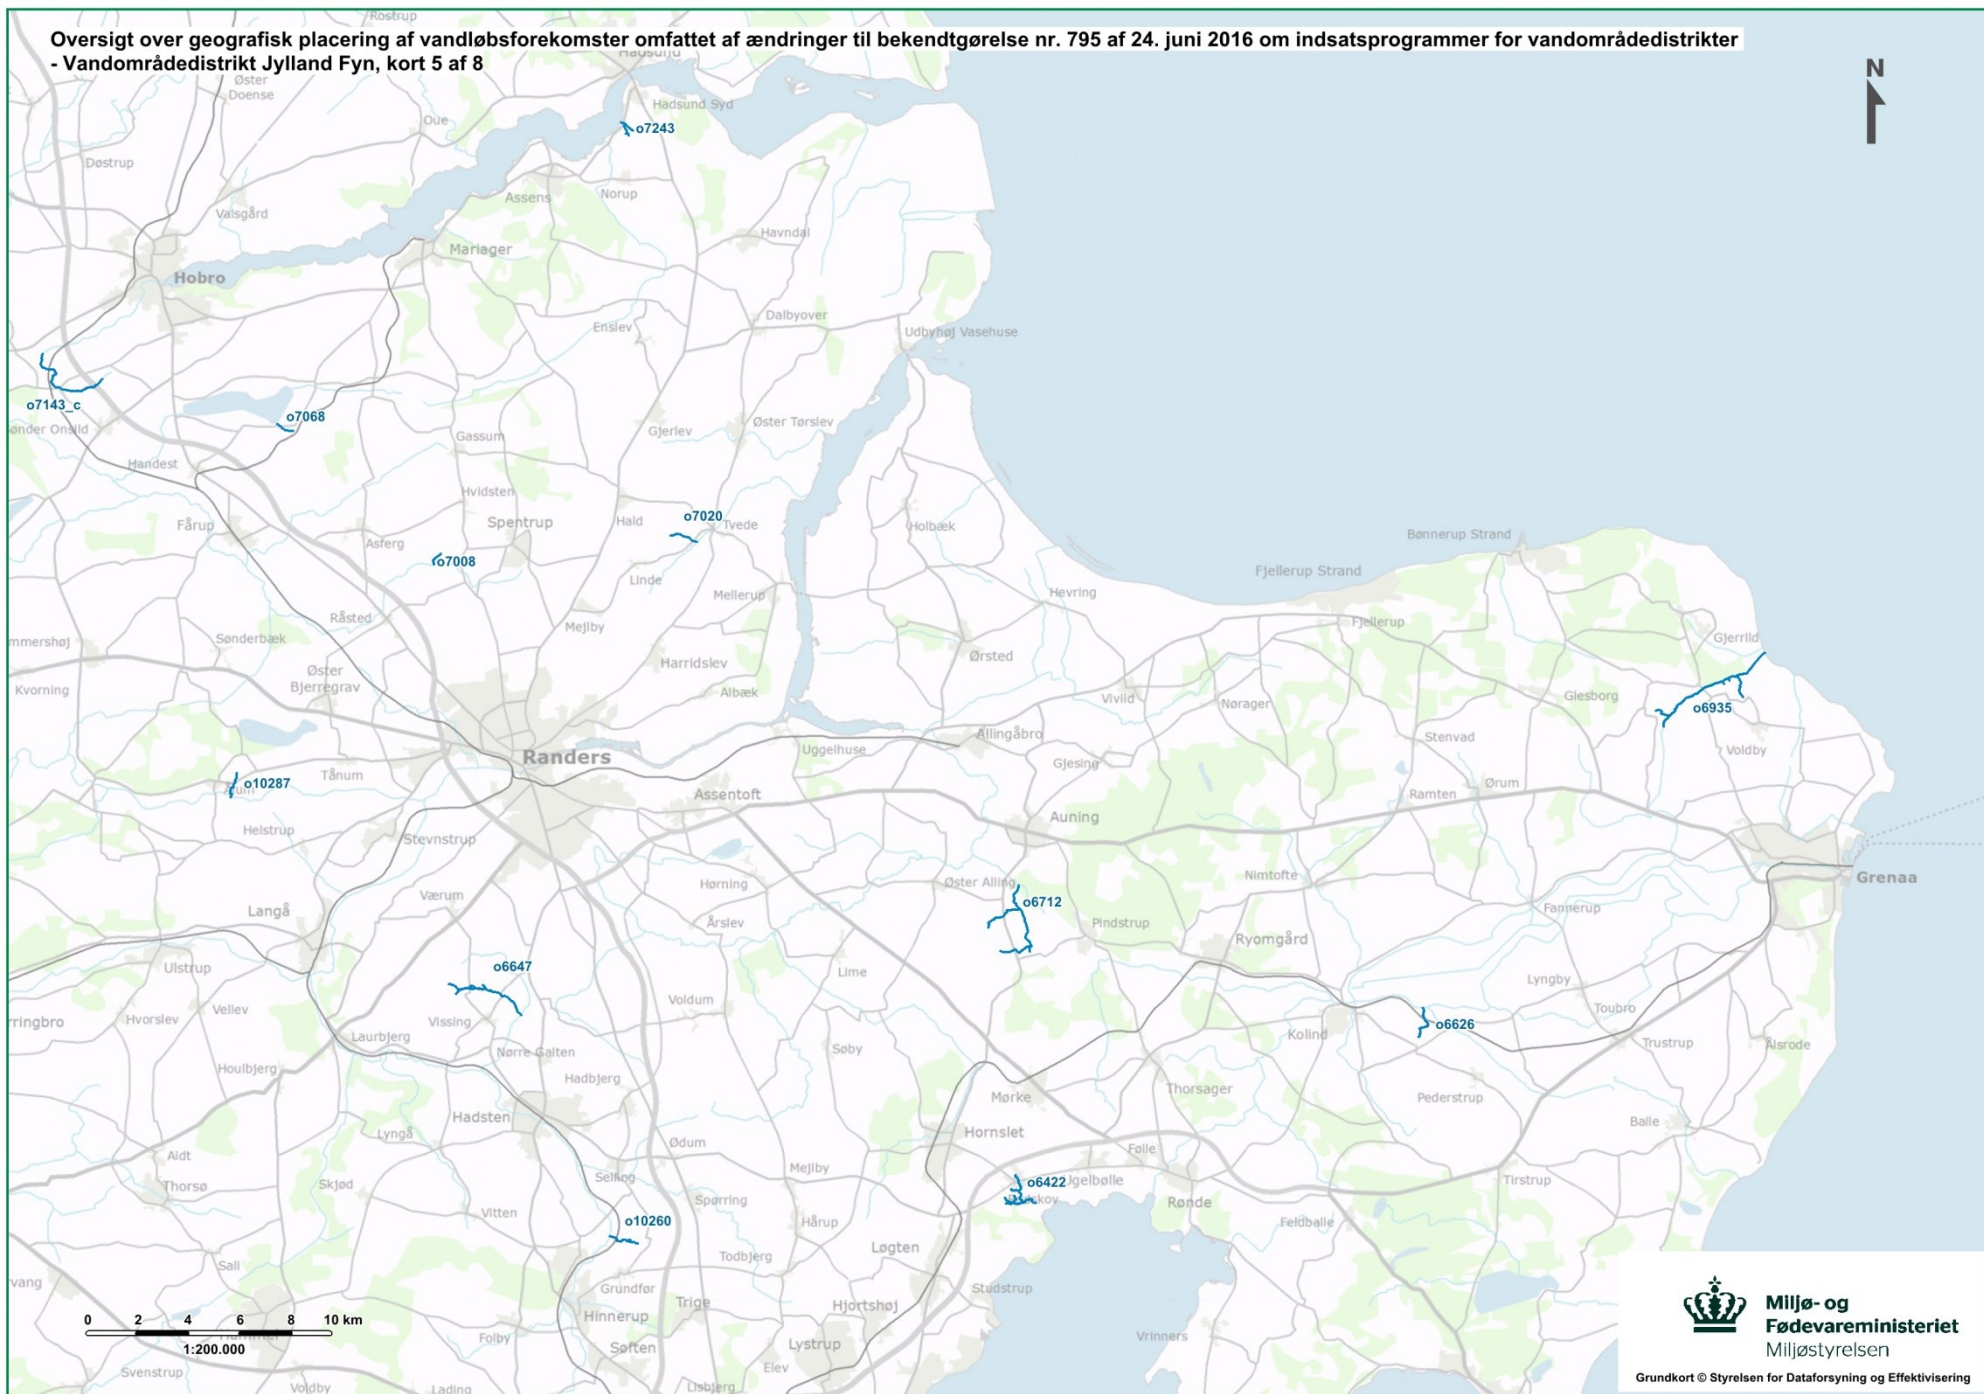 Rostrup
Oversigt over geografisk placering af vandløbsforekomster omfattet af ændringer til bekendtgørelse nr. 795 af 24. juni 2016 om indsatsprogrammer for vandområdedistrikter
- Vandområdedistrikt Jylland Fyn, kort 5 af 8
N
Øster
Doense
Hadsund Syd
Oue
o7243
Døstrup
Assens
Norup
Valsgård
Havndal
Mariager
Hobro
Dalbyover
Enslev
Udbyhøj Vasehuse
o7143_c
o7068
Gjerlev
Øster Tørslev
Gassum
Handest
Hvidsten
o7020
Fårup
Spentrup
Hald
Tvede
Holbæk
Asferg
o7008
Bønnerup Strand
Linde
Fjellerup Strand
Mellerup
Hevring
Råsted
Mejlby
Fjellerup
mmershøj
Sønderbæk
Gjerrild
Harridslev
Ørsted
Øster
Bjerregrav
Kvorning
Albæk
Vivild
Nørager
Glesborg
o6935
Allingåbro
Stenvad
Uggelhuse
Voldby
Randers
Gjesing
Tånum
o10287
Ørum
Assentoft
Ramten
Auning
Helstrup
Stevnstrup
Nimtofte
Grenaa
Hørning
Øster Alling
Værum
o6712
Fannerup
Langå
Årslev
Pindstrup
Ryomgård
Ulstrup
o6647
Lime
Lyngby
Vellev
Voldum
Toubro
rringbro
Hvorslev
Vissing
o6626
Laurbjerg
Kolind
Trustrup
Ålsrode
Nørre Galten
Søby
Houlbjerg
Hadbjerg
Thorsager
Mørke
Pederstrup
Hadsten
Balle
Lyngå
Hornslet
Ødum
Følle
Aidt
Mejlby
Selling
Thorsø
Skjød
o6422
Tirstrup
Spørring
Rønde
Vitten
o10260
Hårup
Feldballe
Løgten
Todbjerg
Sall
vang
Grundfør
Studstrup
Trige
Hjortshøj
Hinnerup
0 2 4 6 8 10 km
1:200.000
Folby
Vrinners
Søften
Lystrup
Svenstrup
Elev
Voldby
Lading
Lisbjerg
Miljø- og
Fødevareministeriet
Miljøstyrelsen
Grundkort © Styrelsen for Dataforsyning og Effektivisering